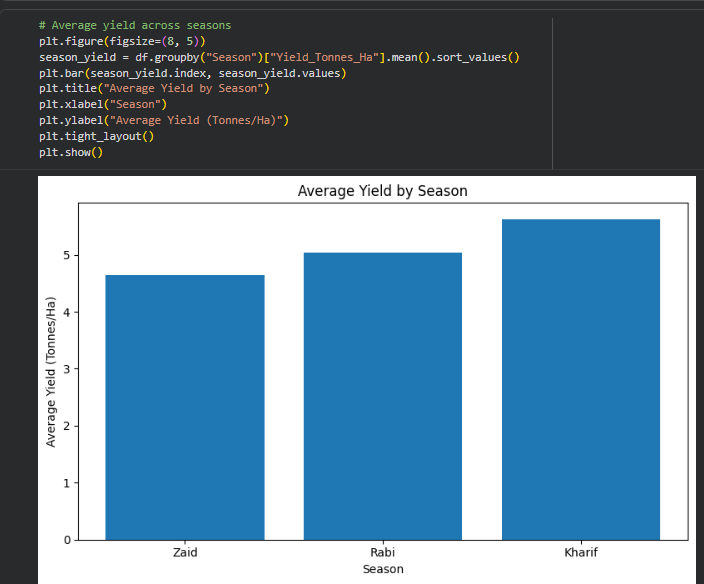 # Average yield across seasons
plt.figure(figsize=(8, 5))
season_yield = df.groupby("Season")["Yield_Tonnes_Ha"].mean().sort_values()
plt.bar(season_yield.index, season_yield.values)
plt.title("Average Yield by Season")
plt.xlabel("Season")
plt.ylabel("Average Yield (Tonnes/Ha)")
plt.tight_layout()
plt.show()
Average Yield by Season
Average Yield (Tonnes/Ha)
5
4
3
2
1
0
Zaid Rabi Kharif
Season